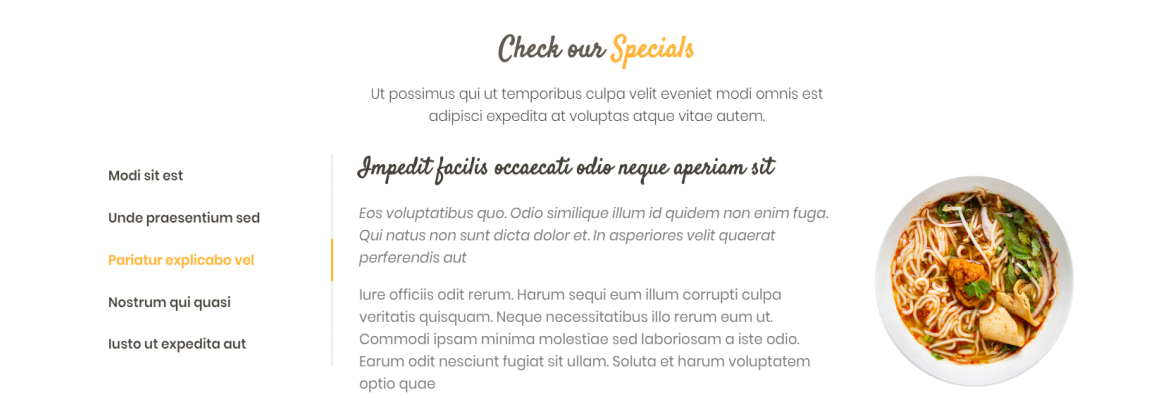 Check our Specials
Ut possimus qui ut temporibus culpa velit eveniet modi omnis est
adipisci expedita at voluptas atque vitae autem.
Modi sit est
Unde praesentium sed
Pariatur explicabo vel
Nostrum qui quasi
Iusto ut expedita aut
Impedit facilis occaecati odio neque aperiam sit
Eos voluptatibus quo. Odio similique illum id quidem non enim fuga.
Qui natus non sunt dicta dolor et. In asperiores velit quaerat
perferendis aut
Iure officiis odit rerum. Harum sequi eum illum corrupti culpa
veritatis quisquam. Neque necessitatibus illo rerum eum ut.
Commodi ipsam minima molestiae sed laboriosam a iste odio.
Earum odit nesciunt fugiat sit ullam. Soluta et harum voluptatem
optio quae